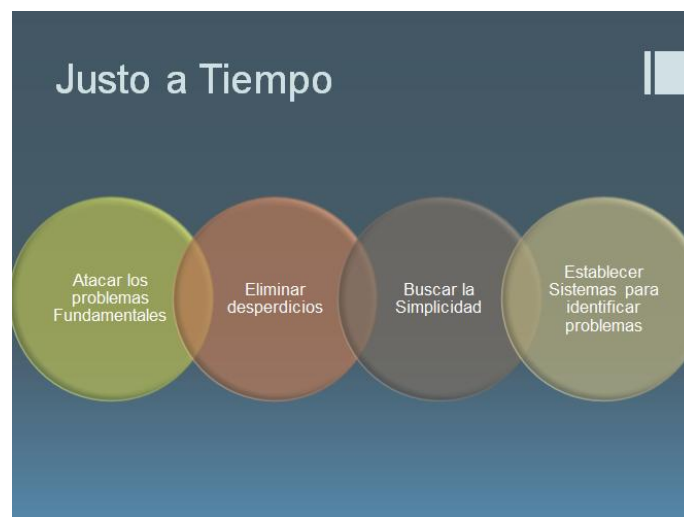 Justo a Tiempo
Atacar los
problemas
Fundamentales
Eliminar
desperdicios
Buscar la
Simplicidad
Establecer
Sistemas para
identificar
problemas